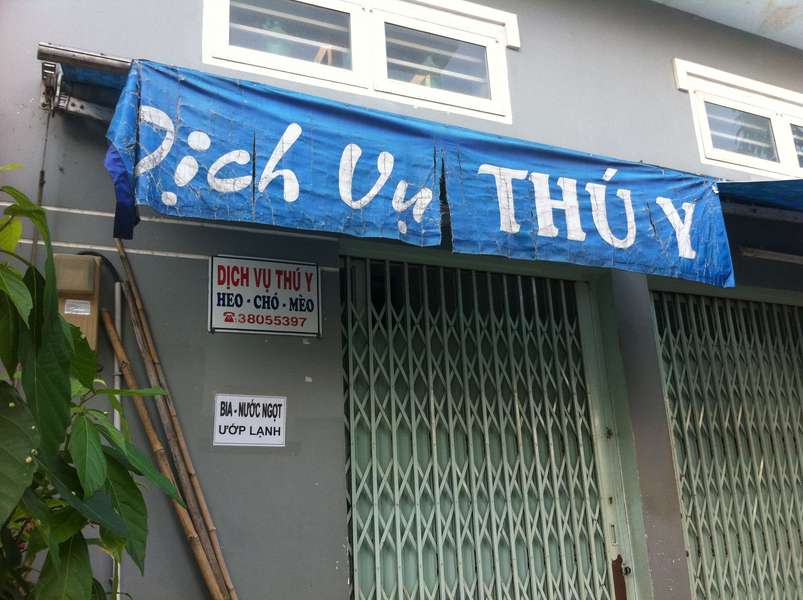 Dịch Vụ THÚ Y
DỊCH VỤ THÚ Y
HEO - CHÓ - MÈO
☎38055397
BIA - NƯỚC NGỌT
ƯỚP LẠNH